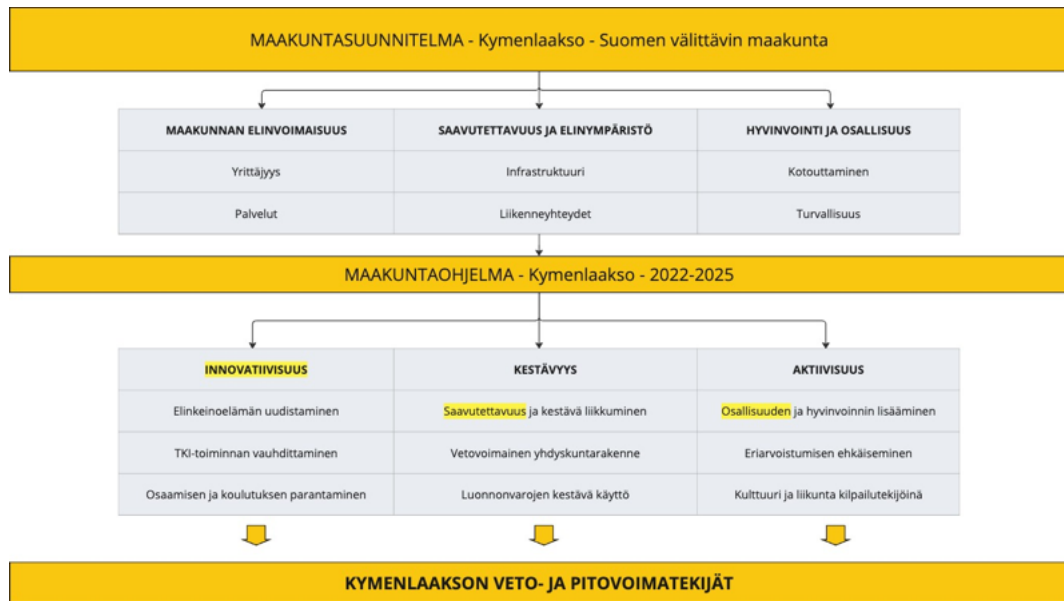 MAAKUNTASUUNNITELMA - Kymenlaakso - Suomen välittävin maakunta
MAAKUNNAN ELINVOIMAISUUS
SAAVUTETTAVUUS JA ELINYMPÄRISTÖ
HYVINVOINTI JA OSALLISUUS
Yrittäjyys
Infrastruktuuri
Kotouttaminen
Palvelut
Liikenneyhteydet
Turvallisuus
MAAKUNTAOHJELMA - Kymenlaakso - 2022-2025
INNOVATIIVISUUS
KESTÄVYYS
AKTIIVISUUS
Elinkeinoelämän uudistaminen
Saavutettavuus ja kestävä liikkuminen
Osallisuuden ja hyvinvoinnin lisääminen
TKI-toiminnan vauhdittaminen
Vetovoimainen yhdyskuntarakenne
Eriarvoistumisen ehkäiseminen
Osaamisen ja koulutuksen parantaminen
Luonnonvarojen kestävä käyttö
Kulttuuri ja liikunta kilpailutekijöinä
KYMENLAAKSON VETO- JA PITOVOIMATEKIJÄT